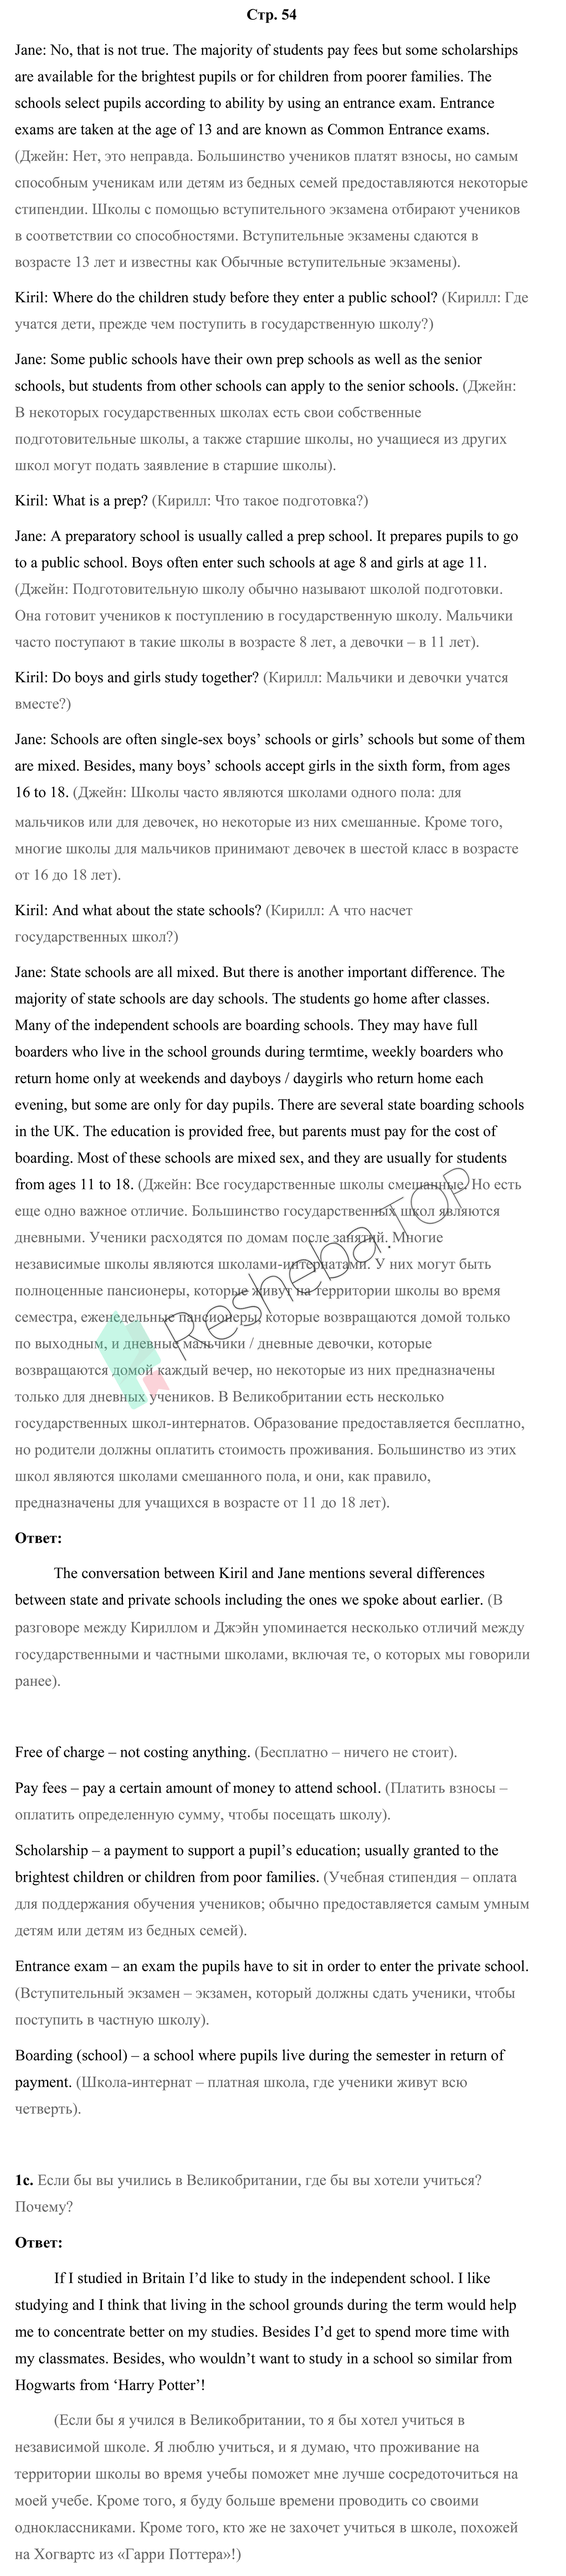 Стр. 54
Jane: No, that is not true. The majority of students pay fees but some scholarships
are available for the brightest pupils or for children from poorer families. The
schools select pupils according to ability by using an entrance exam. Entrance
exams are taken at the age of 13 and are known as Common Entrance exams.
(Джейн: Нет, это неправда. Большинство учеников платят взносы, но самым
способным ученикам или детям из бедных семей предоставляются некоторые
стипендии. Школы с помощью вступительного экзамена отбирают учеников
в соответствии со способностями. Вступительные экзамены сдаются в
возрасте 13 лет и известны как Обычные вступительные экзамены).
Kiril: Where do the children study before they enter a public school? (Кирилл: Где
учатся дети, прежде чем поступить в государственную школу?)
Jane: Some public schools have their own prep schools as well as the senior
schools, but students from other schools can apply to the senior schools. (Джейн:
В некоторых государственных школах есть свои собственные
подготовительные школы, а также старшие школы, но учащиеся из других
школ могут подать заявление в старшие школы).
Kiril: What is a prep? (Кирилл: Что такое подготовка?)
Jane: A preparatory school is usually called a prep school. It prepares pupils to go
to a public school. Boys often enter such schools at age 8 and girls at age 11.
(Джейн: Подготовительную школу обычно называют школой подготовки.
Она готовит учеников к поступлению в государственную школу. Мальчики
часто поступают в такие школы в возрасте 8 лет, а девочки – в 11 лет).
Kiril: Do boys and girls study together? (Кирилл: Мальчики и девочки учатся
вместе?)
Jane: Schools are often single-sex boys’ schools or girls’ schools but some of them
are mixed. Besides, many boys’ schools accept girls in the sixth form, from ages
16 to 18. (Джейн: Школы часто являются школами одного пола: для
мальчиков или для девочек, но некоторые из них смешанные. Кроме того,
многие школы для мальчиков принимают девочек в шестой класс в возрасте
от 16 до 18 лет).
Kiril: And what about the state schools? (Кирилл: А что насчет
государственных школ?)
Jane: State schools are all mixed. But there is another important difference. The
majority of state schools are day schools. The students go home after classes.
Many of the independent schools are boarding schools. They may have full
boarders who live in the school grounds during termtime, weekly boarders who
return home only at weekends and dayboys / daygirls who return home each
evening, but some are only for day pupils. There are several state boarding schools
in the UK. The education is provided free, but parents must pay for the cost of
boarding. Most of these schools are mixed sex, and they are usually for students
from ages 11 to 18. (Джейн: Все государственные школы смешанные. Но есть
еще одно важное отличие. Большинство государственных школ являются
дневными. Ученики расходятся по домам после занятий. Многие
независимые школы являются школами-интернатами. У них могут быть
полноценные пансионеры, которые живут на территории школы во время
семестра, еженедельные пансионеры, которые возвращаются домой только
по выходным, и дневные мальчики / дневные девочки, которые
возвращаются домой каждый вечер, но некоторые из них предназначены
только для дневных учеников. В Великобритании есть несколько
государственных школ-интернатов. Образование предоставляется бесплатно,
но родители должны оплатить стоимость проживания. Большинство из этих
школ являются школами смешанного пола, и они, как правило,
предназначены для учащихся в возрасте от 11 до 18 лет).
Resheba.TOP
Ответ:
The conversation between Kiril and Jane mentions several differences
between state and private schools including the ones we spoke about earlier. (В
разговоре между Кириллом и Джэйн упоминается несколько отличий между
государственными и частными школами, включая те, о которых мы говорили
ранее).
Free of charge – not costing anything. (Бесплатно – ничего не стоит).
Pay fees – pay a certain amount of money to attend school. (Платить взносы –
оплатить определенную сумму, чтобы посещать школу).
Scholarship – a payment to support a pupil’s education; usually granted to the
brightest children or children from poor families. (Учебная стипендия – оплата
для поддержания обучения учеников; обычно предоставляется самым умным
детям или детям из бедных семей).
Entrance exam – an exam the pupils have to sit in order to enter the private school.
(Вступительный экзамен – экзамен, который должны сдать ученики, чтобы
поступить в частную школу).
Boarding (school) – a school where pupils live during the semester in return of
payment. (Школа-интернат – платная школа, где ученики живут всю
четверть).
1c. Если бы вы учились в Великобритании, где бы вы хотели учиться?
Почему?
Ответ:
If I studied in Britain I’d like to study in the independent school. I like
studying and I think that living in the school grounds during the term would help
me to concentrate better on my studies. Besides I’d get to spend more time with
my classmates. Besides, who wouldn’t want to study in a school so similar from
Hogwarts from ‘Harry Potter’!
(Если бы я учился в Великобритании, то я бы хотел учиться в
независимой школе. Я люблю учиться, и я думаю, что проживание на
территории школы во время учебы поможет мне лучше сосредоточиться на
моей учебе. Кроме того, я буду больше времени проводить со своими
одноклассниками. Кроме того, кто же не захочет учиться в школе, похожей
на Хогвартс из «Гарри Поттера»!)